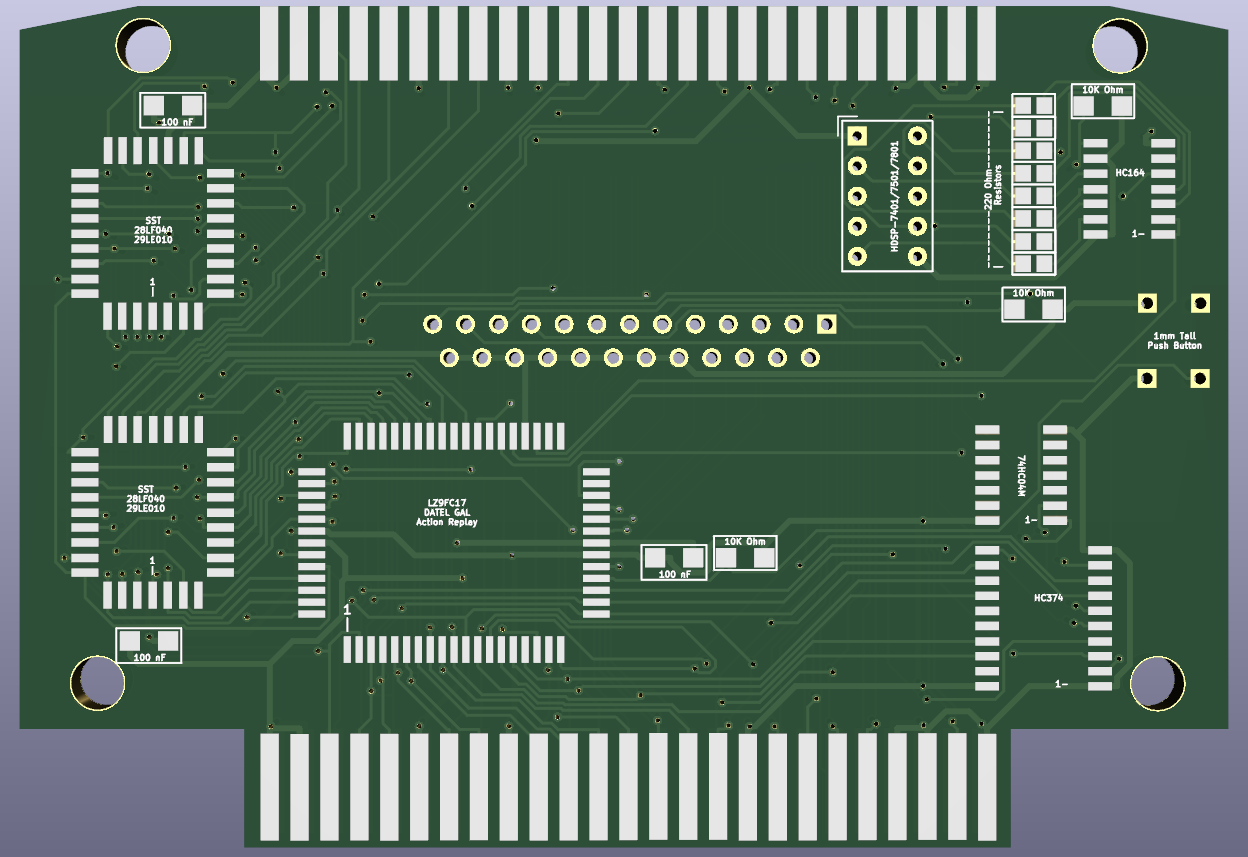 10K Ohm
100 nF
HDSP-7401/7501/7801
220 Ohm
Resistors
HC164
1-
SST
28LF040
29LE010
1
10K Ohm
1mm Tall
Push Button
SST
28LF040
29LE010
1
LZ9FC17
DATEL GAL
Action Replay
1
74HC04M
1-
10K Ohm
100 nF
HC374
1-
100 nF